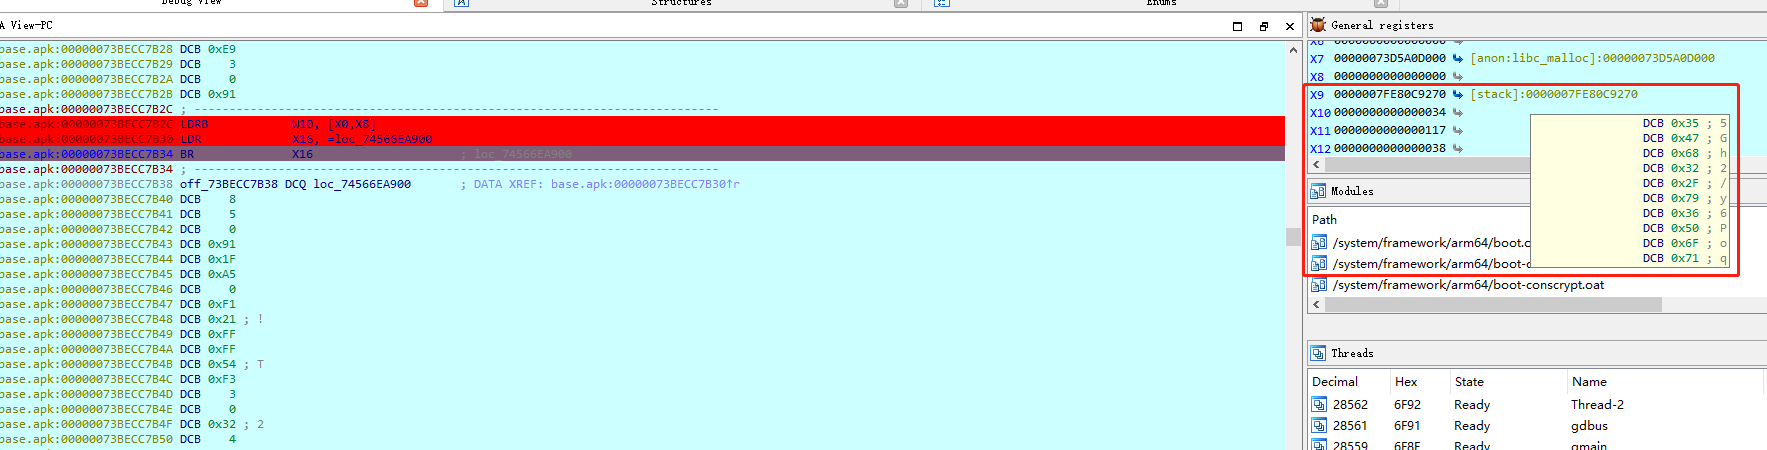 Debug View
Structures
Enums
A View-PC
base.apk:00000073BECC7B28 DCB 0xE9
base.apk:00000073BECC7B29 DCB    3
base.apk:00000073BECC7B2A DCB    0
base.apk:00000073BECC7B2B DCB 0x91
base.apk:00000073BECC7B2C ; ---------------------------------------------------------------------------
base.apk:00000073BECC7B2C LDRB            W10, [X0,X8]
base.apk:00000073BECC7B30 LDR             X16, =loc_74566EA900
base.apk:00000073BECC7B34 BR              X16                     ; loc_74566EA900
base.apk:00000073BECC7B34 ; ---------------------------------------------------------------------------
base.apk:00000073BECC7B38 off_73BECC7B38 DCQ loc_74566EA900       ; DATA XREF: base.apk:00000073BECC7B30↑r
base.apk:00000073BECC7B40 DCB    8
base.apk:00000073BECC7B41 DCB    5
base.apk:00000073BECC7B42 DCB    0
base.apk:00000073BECC7B43 DCB 0x91
base.apk:00000073BECC7B44 DCB 0x1F
base.apk:00000073BECC7B45 DCB 0xA5
base.apk:00000073BECC7B46 DCB    0
base.apk:00000073BECC7B47 DCB 0xF1
base.apk:00000073BECC7B48 DCB 0x21 ; !
base.apk:00000073BECC7B49 DCB 0xFF
base.apk:00000073BECC7B4A DCB 0xFF
base.apk:00000073BECC7B4B DCB 0x54 ; T
base.apk:00000073BECC7B4C DCB 0xF3
base.apk:00000073BECC7B4D DCB    3
base.apk:00000073BECC7B4E DCB    0
base.apk:00000073BECC7B4F DCB 0x32 ; 2
base.apk:00000073BECC7B50 DCB    4
General registers
X6 0000000000000000
X7 00000073D5A0D000 [anon:libc_malloc]:00000073D5A0D000
X8 0000000000000000
X9 0000007FE80C9270 [stack]:0000007FE80C9270
X10 0000000000000034
X11 0000000000000117
X12 0000000000000038
DCB 0x35 ; 5
DCB 0x47 ; G
DCB 0x68 ; h
DCB 0x32 ; 2
DCB 0x2F ; /
DCB 0x79 ; y
DCB 0x36 ; 6
DCB 0x50 ; P
DCB 0x6F ; o
DCB 0x71 ; q
Modules
Path
/system/framework/arm64/boot.o
/system/framework/arm64/boot-c
/system/framework/arm64/boot-conscrypt.oat
Threads
Decimal Hex State Name
28562 6F92 Ready Thread-2
28561 6F91 Ready gdbus
28559 6F8F Ready gmain